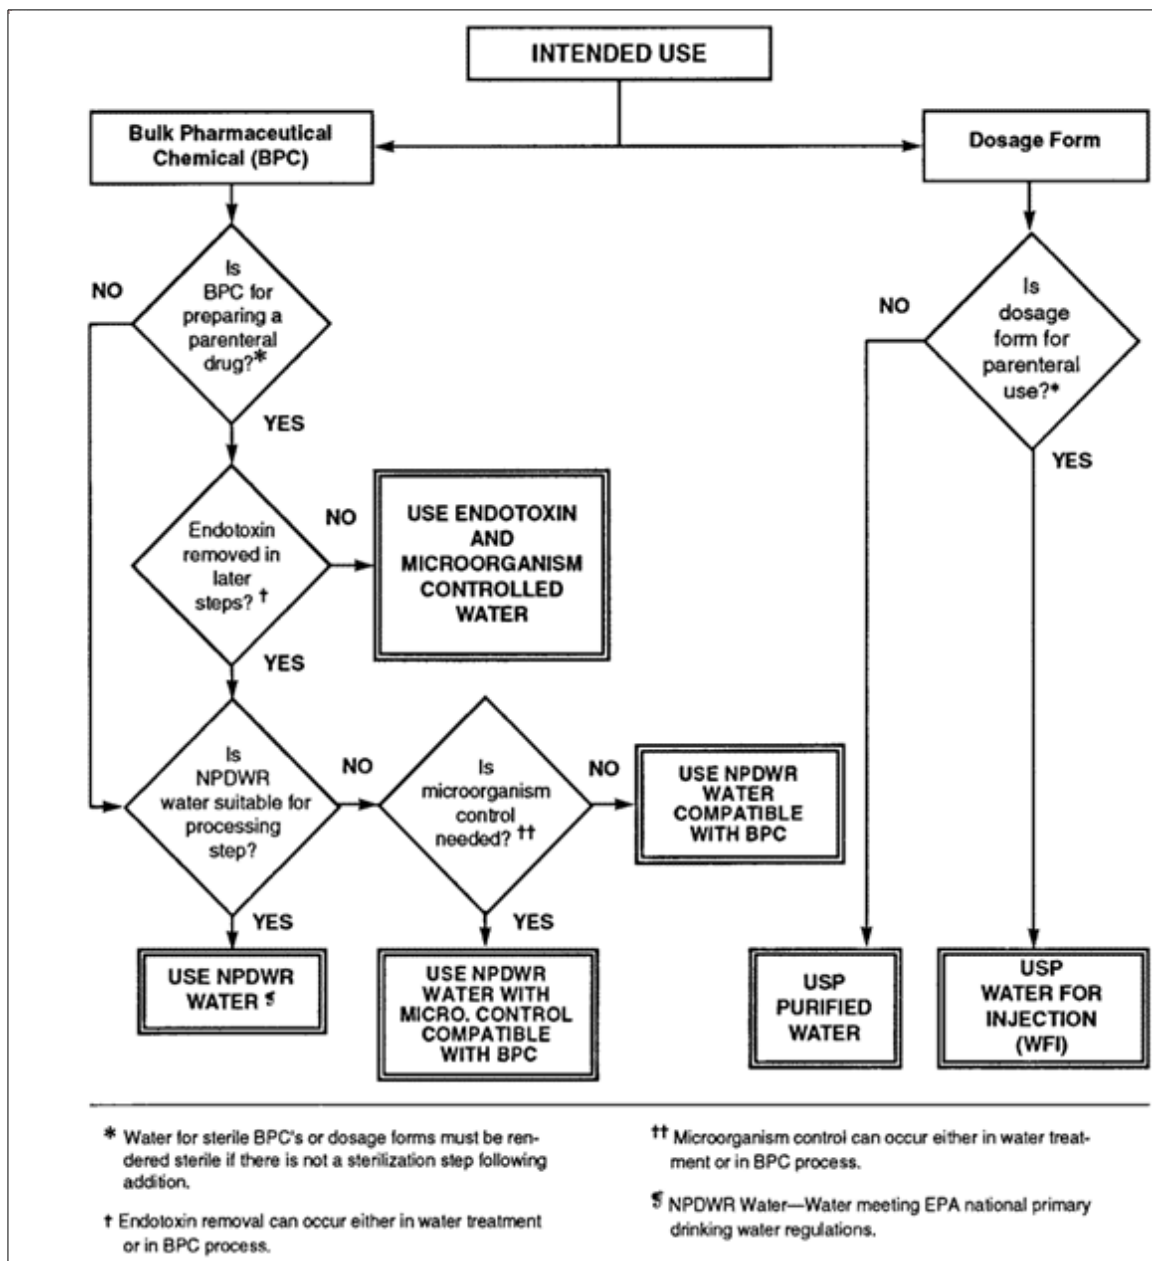 INTENDED USE
Bulk Pharmaceutical
Chemical (BPC)
Dosage Form
Is
BPC for
preparing a
parenteral
drug?*
NO
YES
Is
dosage
form for
parenteral
use?*
NO
YES
Endotoxin
removed in
later
steps? †
NO
YES
USE ENDOTOXIN
AND
MICROORGANISM
CONTROLLED
WATER
Is
NPDWR
water suitable for
processing
step?
NO
YES
Is
microorganism
control
needed? ††
NO
YES
USE NPDWR
WATER
COMPATIBLE
WITH BPC
USE NPDWR
WATER ¶
USE NPDWR
WATER WITH
MICRO. CONTROL
COMPATIBLE
WITH BPC
USP
PURIFIED
WATER
USP
WATER FOR
INJECTION
(WFI)
* Water for sterile BPC's or dosage forms must be ren-
dered sterile if there is not a sterilization step following
addition.
† Endotoxin removal can occur either in water treatment
or in BPC process.
†† Microorganism control can occur either in water treat-
ment or in BPC process.
¶ NPDWR Water—Water meeting EPA national primary
drinking water regulations.